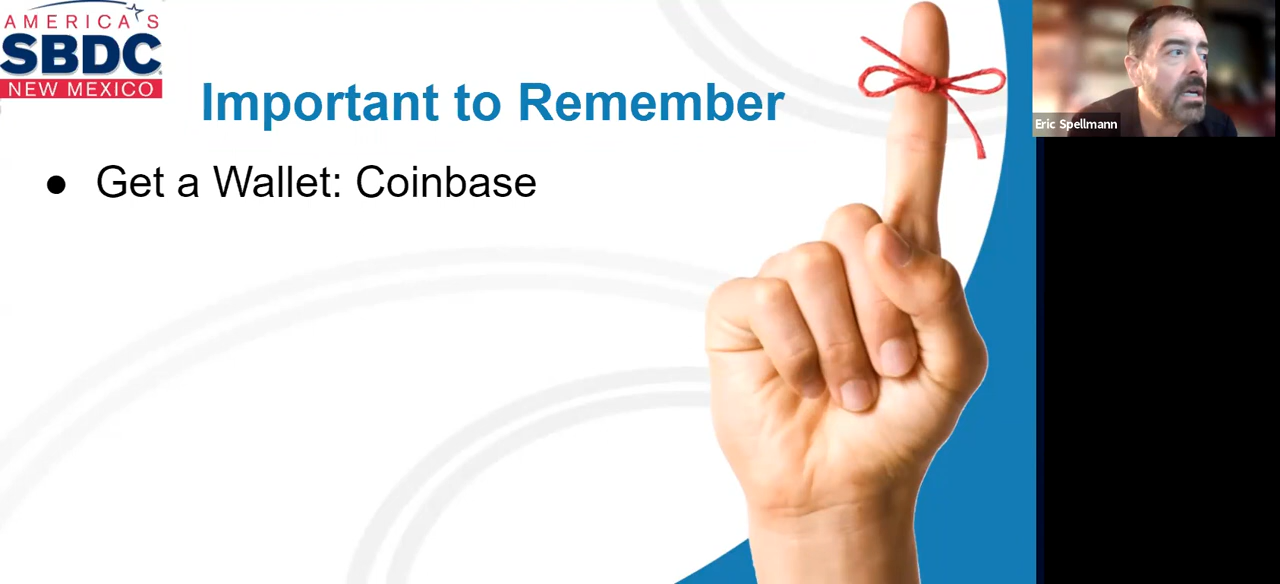 AMERICA'S
SBDC
NEW MEXICO
Important to Remember
● Get a Wallet: Coinbase
Eric Spellmann